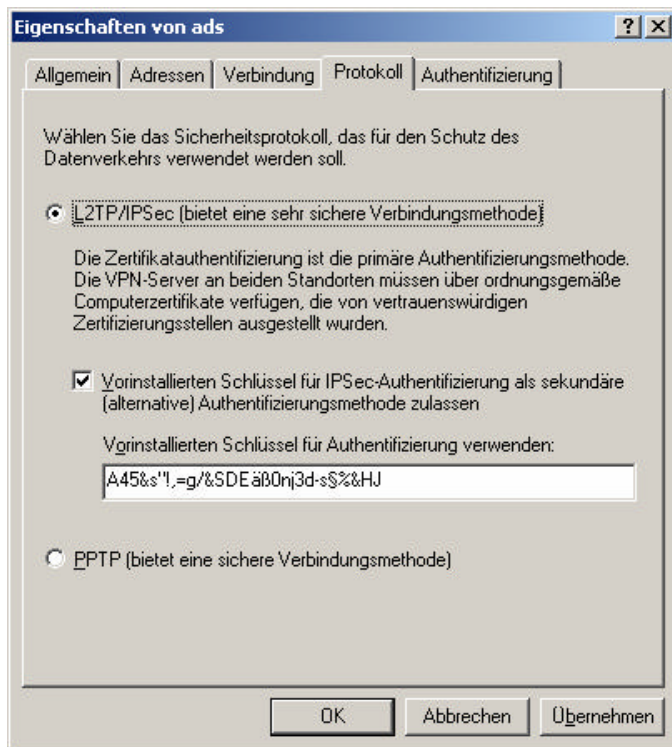 Eigenschaften von ads
Allgemein Adressen Verbindung Protokoll Authentifizierung
Wählen Sie das Sicherheitsprotokoll, das für den Schutz des
Datenverkehrs verwendet werden soll.
L2TP/IPSec (bietet eine sehr sichere Verbindungsmethode)
Die Zertifikatauthentifizierung ist die primäre Authentifizierungsmethode.
Die VPN-Server an beiden Standorten müssen über ordnungsgemäße
Computerzertifikate verfügen, die von vertrauenswürdigen
Zertifizierungsstellen ausgestellt wurden.
Vorinstallierten Schlüssel für IPSec-Authentifizierung als sekundäre
(alternative) Authentifizierungsmethode zulassen
Vorinstallierten Schlüssel für Authentifizierung verwenden:
A45&s"!,=g/&SDEäß0nj3d-s§%&HJ
PPTP (bietet eine sichere Verbindungsmethode)
OK Abbrechen Übernehmen